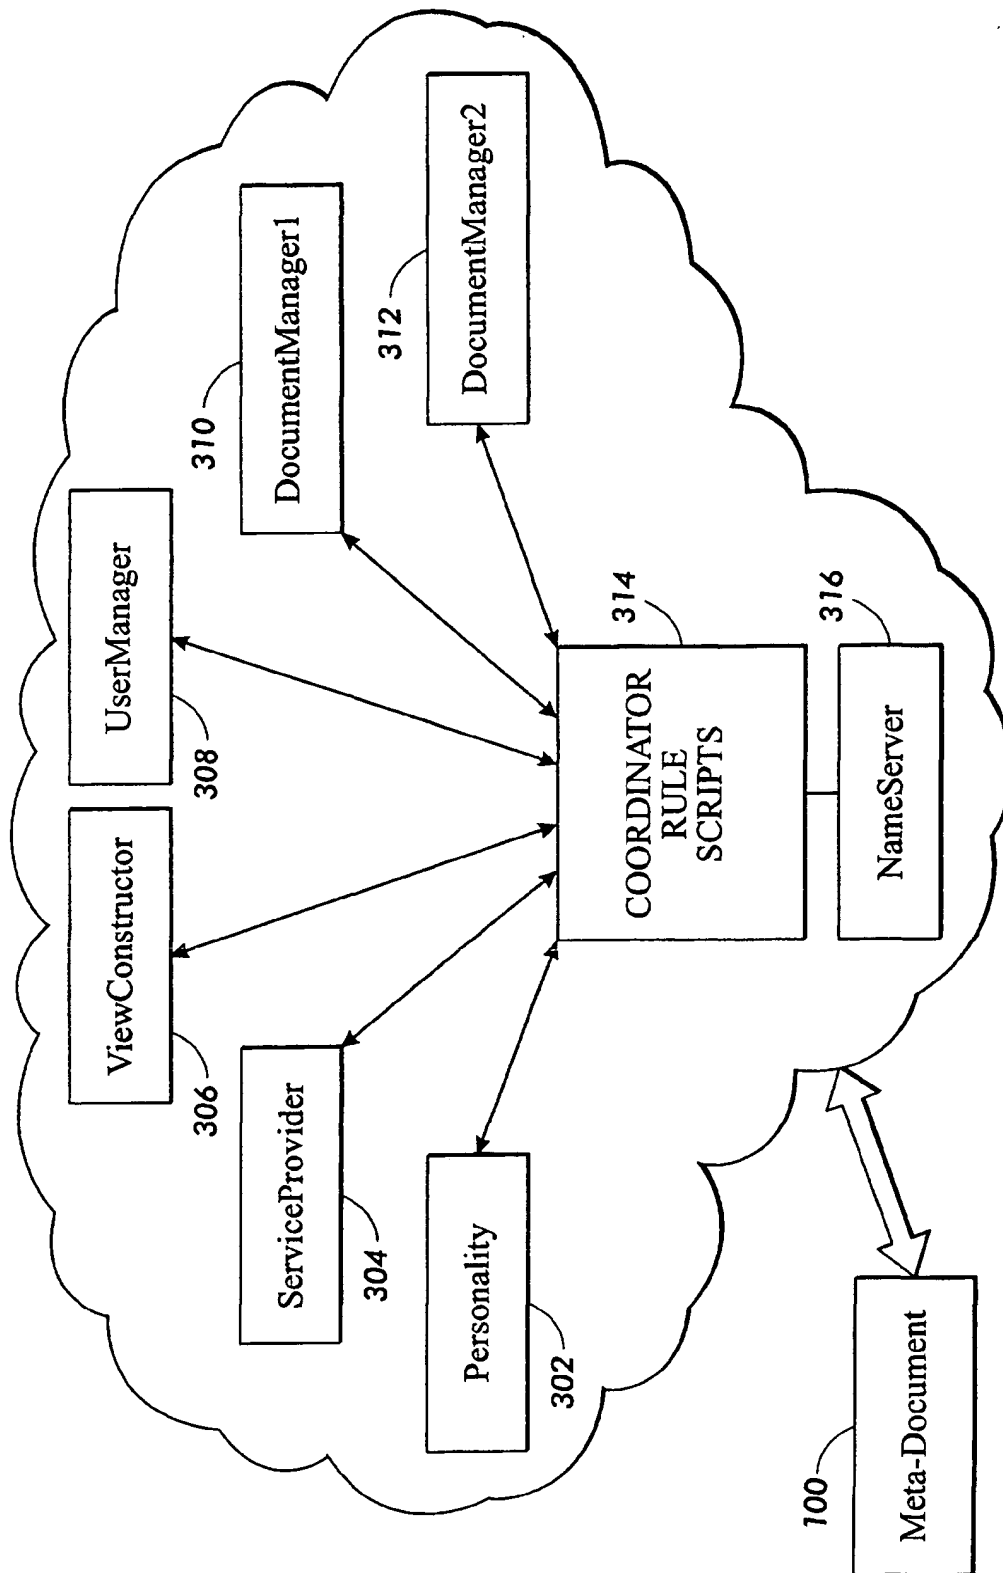 ViewConstructor
306
UserManager
308
ServiceProvider
304
310
DocumentManager1
Personality
302
312
DocumentManager2
COORDINATOR
RULE
SCRIPTS
314
NameServer
316
100
Meta-Document